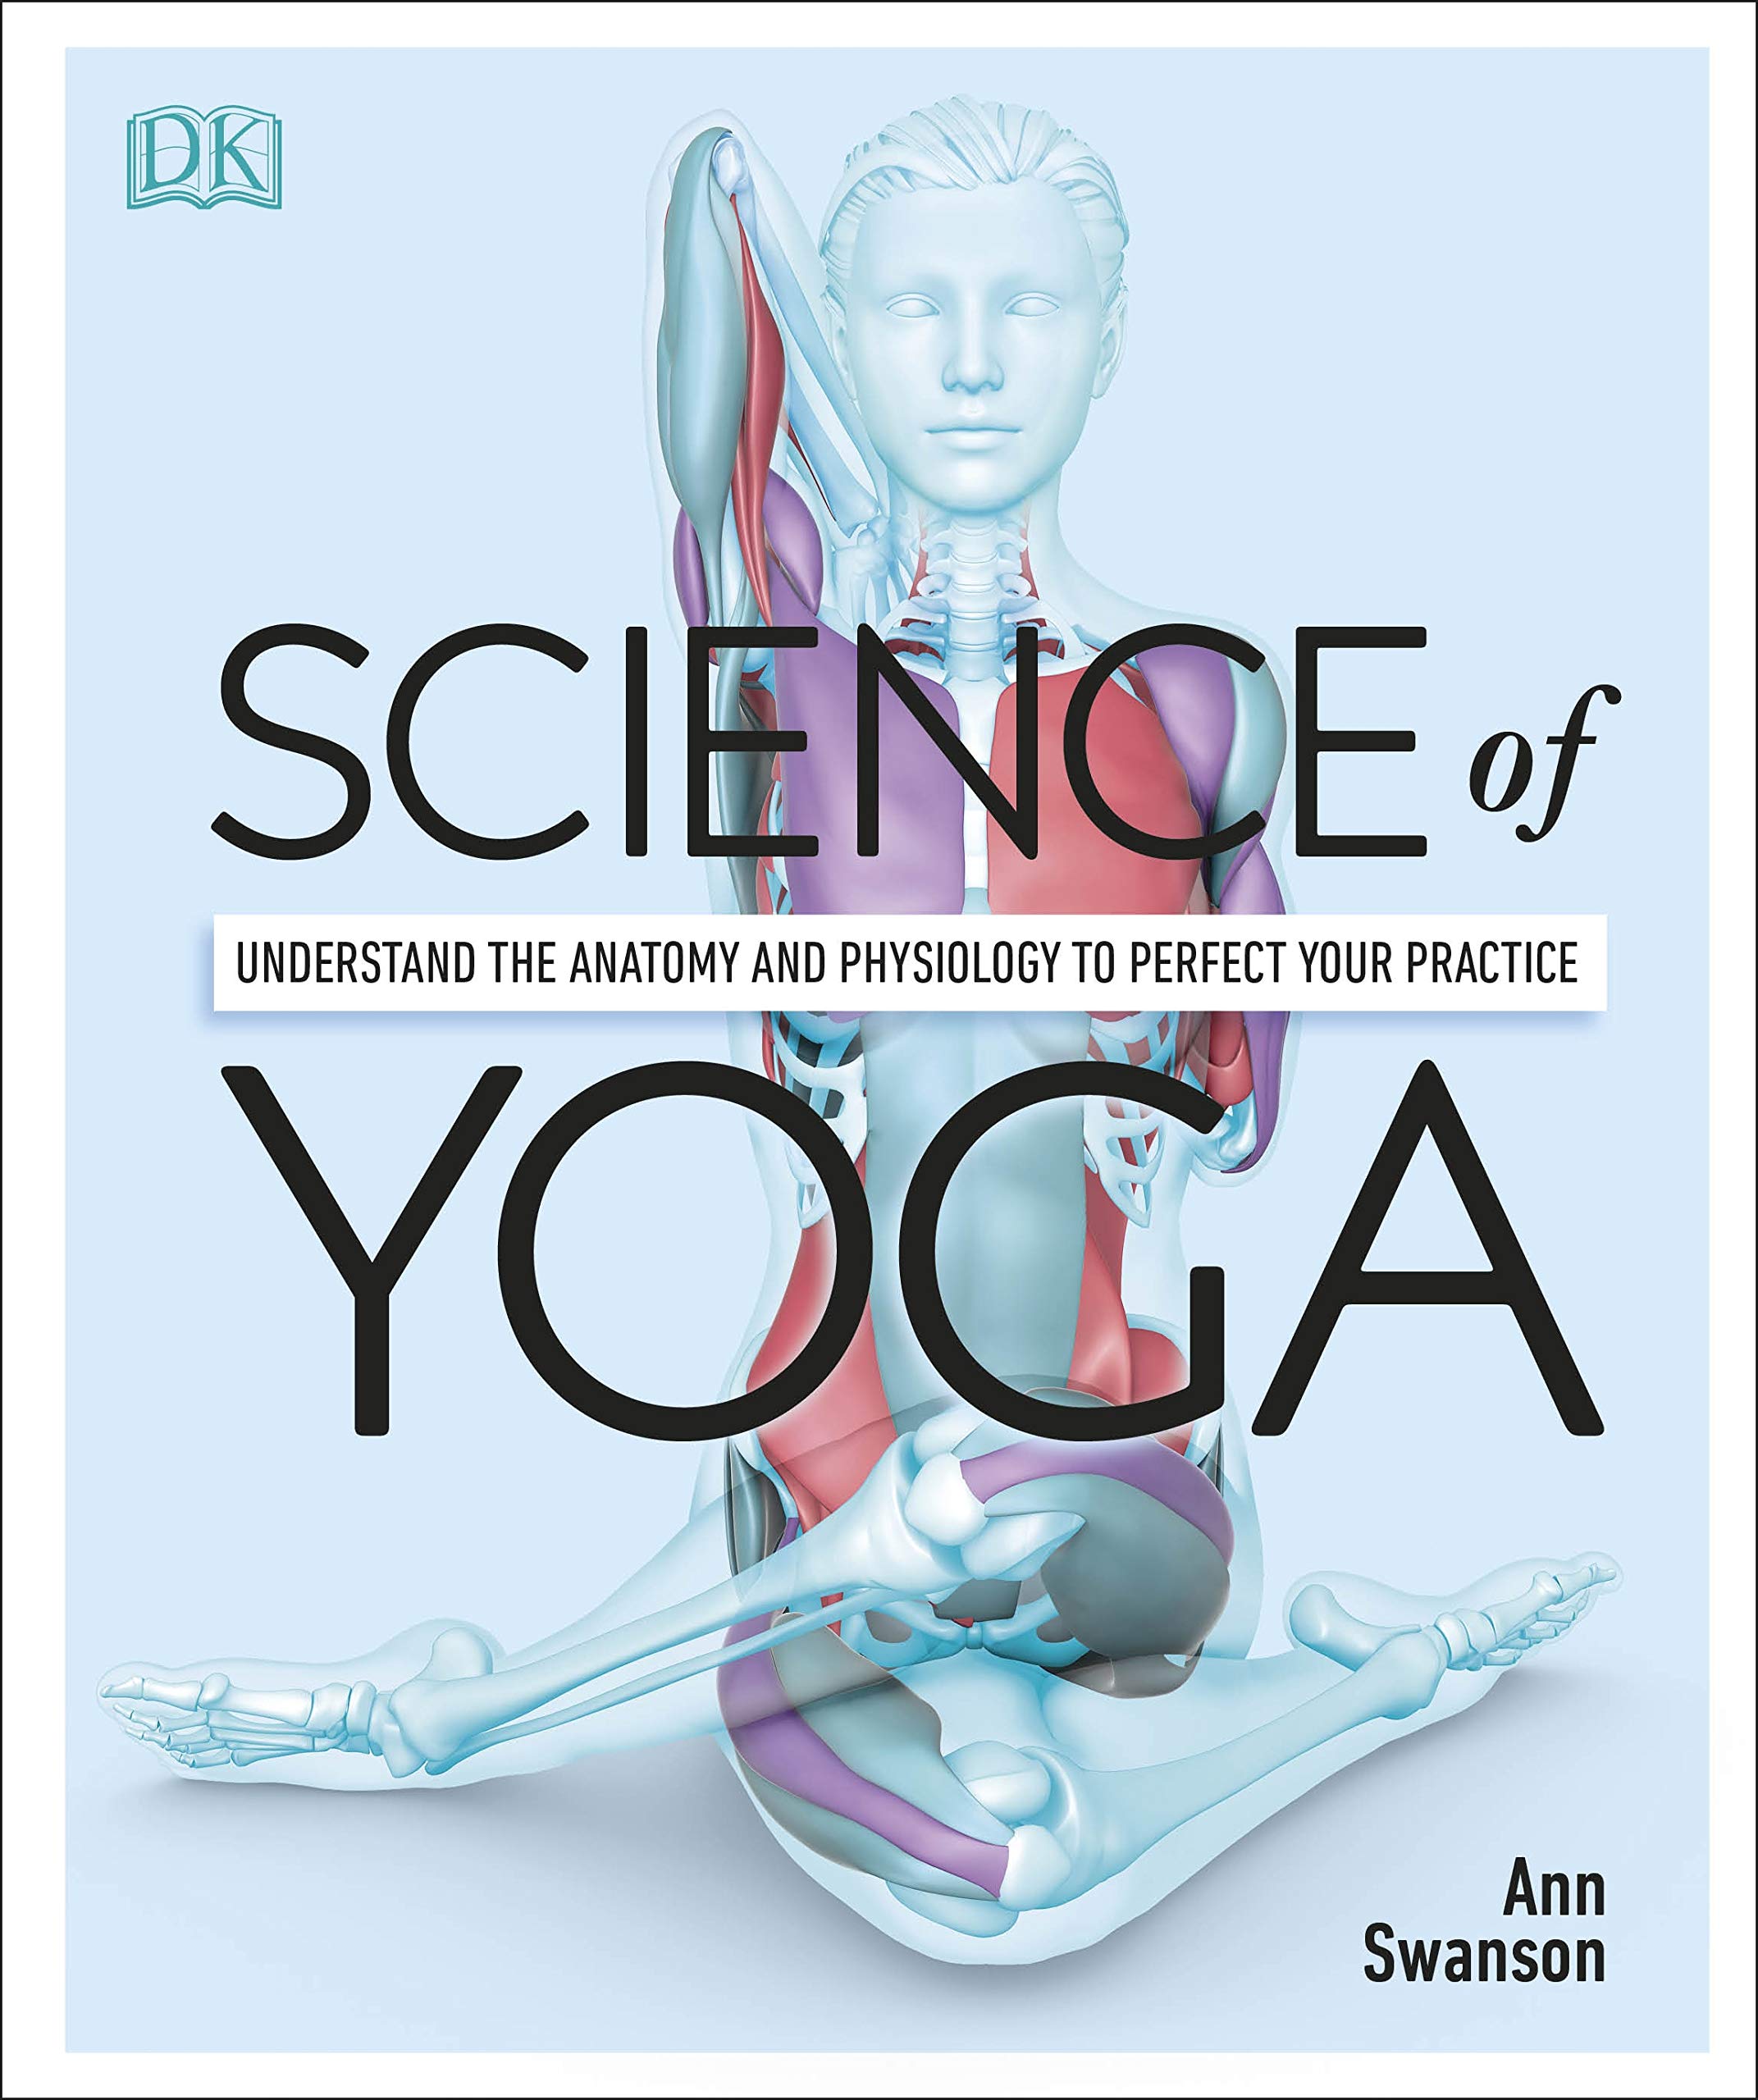 DK
SCIENCE of
UNDERSTAND THE ANATOMY AND PHYSIOLOGY TO PERFECT YOUR PRACTICE
YOGA
Ann
Swanson